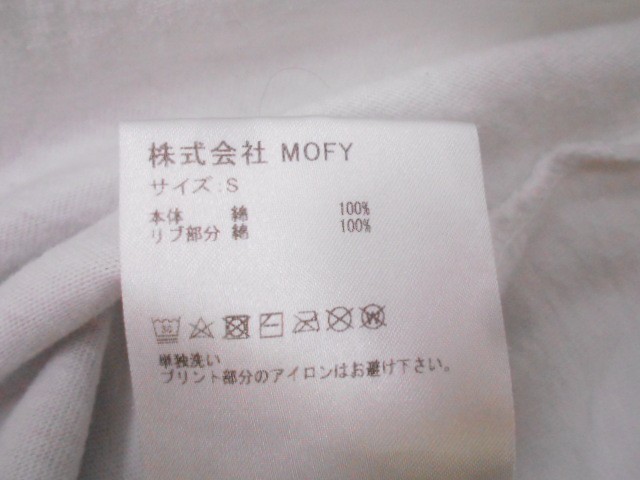 株式会社 MOFY
サイズ:S
本体 綿 100%
リブ部分 綿 100%
単独洗い
プリント部分のアイロンはお避け下さい。